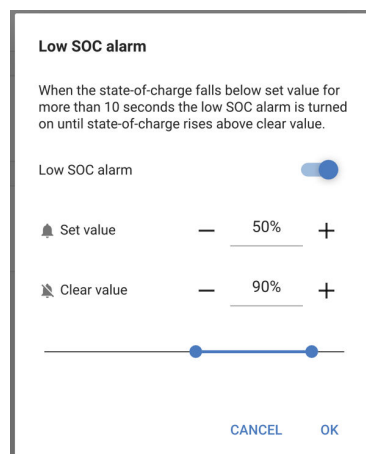 Low SOC alarm
When the state-of-charge falls below set value for
more than 10 seconds the low SOC alarm is turned
on until state-of-charge rises above clear value.
Low SOC alarm
Set value − 50% +
Clear value − 90% +
CANCEL OK